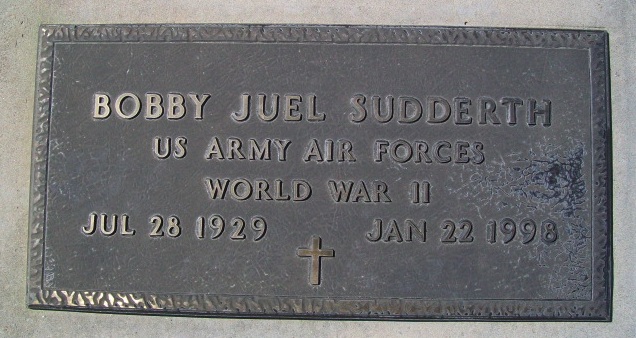 BOBBY JUEL SUDDERTH
US ARMY AIR FORCES
WORLD WAR II
JUL 28 1929 JAN 22 1998